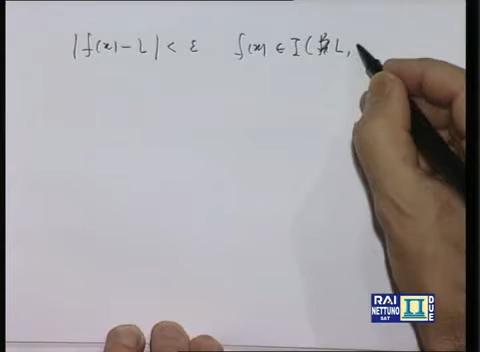 |f(x) - L| < ε f(x) ∈ I( L,
RAI
NETTUNO
SAT
DUE